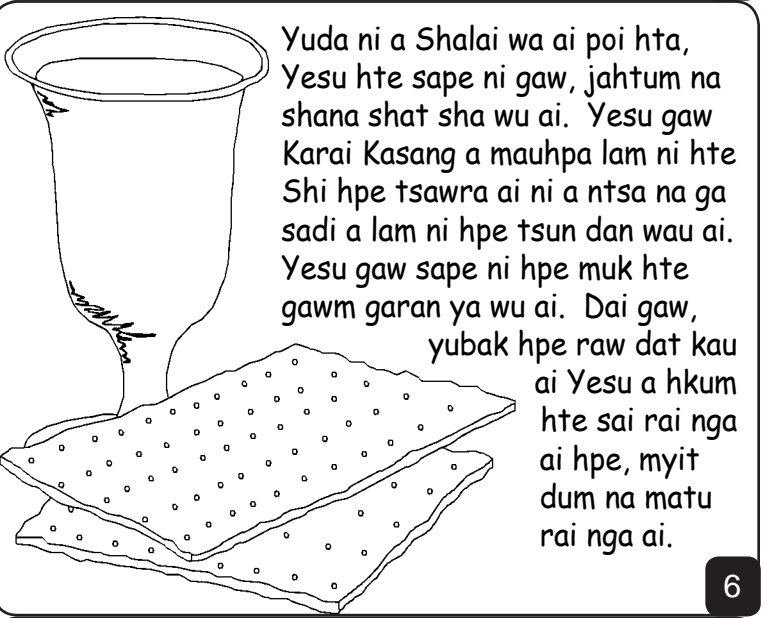 Yuda ni a Shalai wa ai poi hta,
Yesu hte sape ni gaw, jahtum na
shana shat sha wu ai.  Yesu gaw
Karai Kasang a mauhpa lam ni hte
Shi hpe tsawra ai ni a ntsa na ga
sadi a lam ni hpe tsun dan wau ai.
Yesu gaw sape ni hpe muk hte
gawm garan ya wu ai.  Dai gaw,
yubak hpe raw dat kau
ai Yesu a hkum
hte sai rai nga
ai hpe, myit
dum na matu
rai nga ai.
6